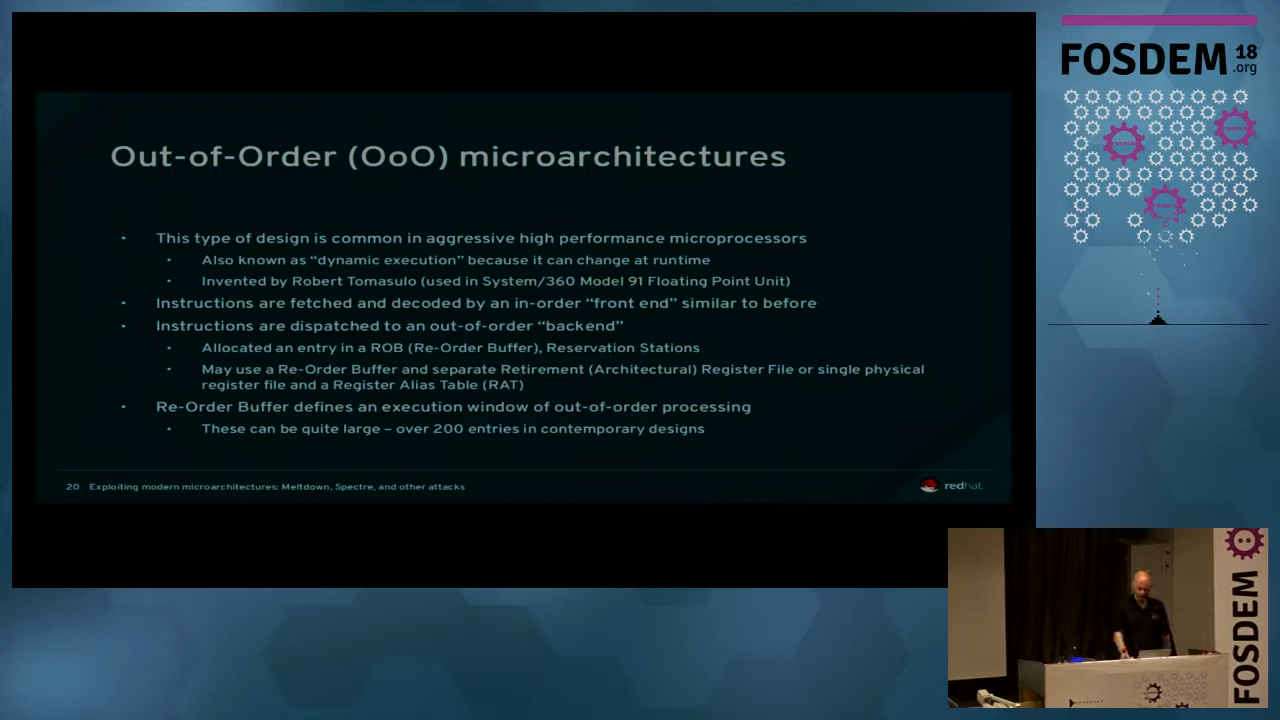 FOSDEM 18
.org
Out-of-Order (OoO) microarchitectures
• This type of design is common in aggressive high performance microprocessors
• Also known as “dynamic execution” because it can change at runtime
• Invented by Robert Tomasulo (used in System/360 Model 91 Floating Point Unit)
• Instructions are fetched and decoded by an in-order “front end” similar to before
• Instructions are dispatched to an out-of-order “backend”
• Allocated an entry in a ROB (Re-Order Buffer), Reservation Stations
• May use a Re-Order Buffer and separate Retirement (Architectural) Register File or single physical
register file and a Register Alias Table (RAT)
• Re-Order Buffer defines an execution window of out-of-order processing
• These can be quite large – over 200 entries in contemporary designs
20 Exploiting modern microarchitectures: Meltdown, Spectre, and other attacks
redhat.
FOSDEM